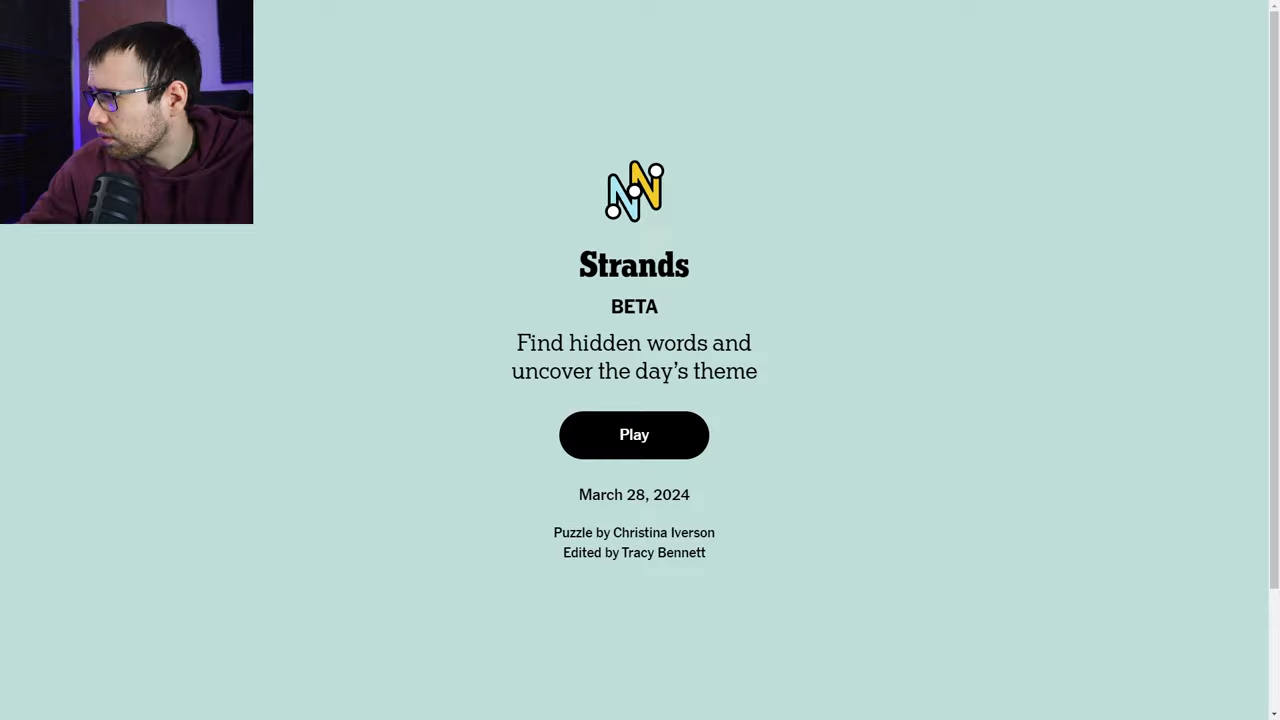 Strands
BETA
Find hidden words and
uncover the day's theme
Play
March 28, 2024
Puzzle by Christina Iverson
Edited by Tracy Bennett